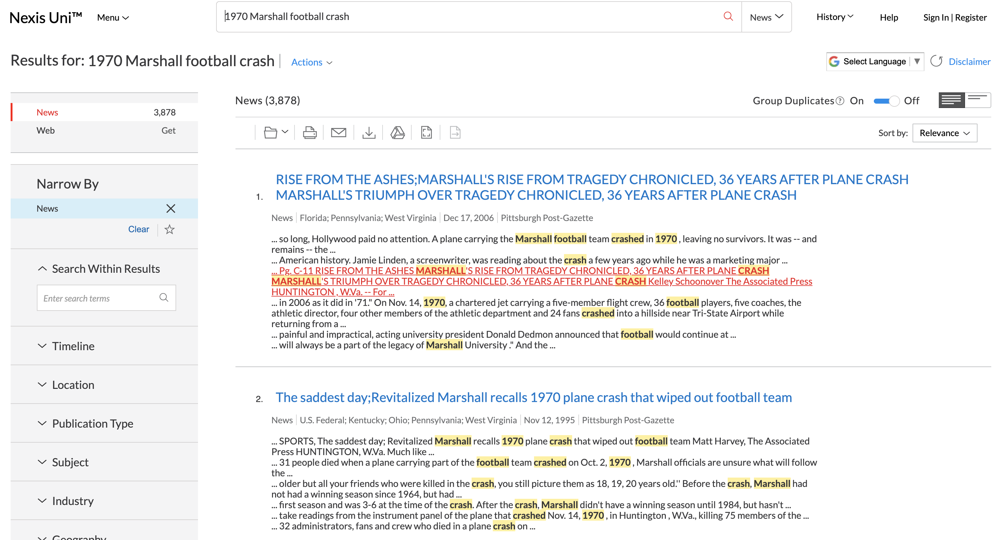 Nexis Uni™ Menu 1970 Marshall football crash News History Help Sign In | Register
Results for: 1970 Marshall football crash Actions Select Language ▼ Disclaimer
News 3,878
Web Get
Narrow By
News
Clear
Search Within Results
Enter search terms
Timeline
Location
Publication Type
Subject
Industry
Geography
News (3,878) Group Duplicates ? On Off
Sort by: Relevance
1. RISE FROM THE ASHES;MARSHALL'S RISE FROM TRAGEDY CHRONICLED, 36 YEARS AFTER PLANE CRASH
MARSHALL'S TRIUMPH OVER TRAGEDY CHRONICLED, 36 YEARS AFTER PLANE CRASH
News | Florida; Pennsylvania; West Virginia | Dec 17, 2006 | Pittsburgh Post-Gazette
... so long, Hollywood paid no attention. A plane carrying the Marshall football team crashed in 1970 , leaving no survivors. It was -- and
remains -- the ...
... American history. Jamie Linden, a screenwriter, was reading about the crash a few years ago while he was a marketing major ...
... Pg. C-11 RISE FROM THE ASHES MARSHALL'S RISE FROM TRAGEDY CHRONICLED, 36 YEARS AFTER PLANE CRASH
MARSHALL'S TRIUMPH OVER TRAGEDY CHRONICLED, 36 YEARS AFTER PLANE CRASH Kelley Schoonover The Associated Press
HUNTINGTON , W.Va. -- For ...
... in 2006 as it did in '71." On Nov. 14, 1970, a chartered jet carrying a five-member flight crew, 36 football players, five coaches, the
athletic director, four other members of the athletic department and 24 fans crashed into a hillside near Tri-State Airport while
returning from a ...
... painful and impractical, acting university president Donald Dedmon announced that football would continue at ...
... will always be a part of the legacy of Marshall University ." And the ...
2. The saddest day;Revitalized Marshall recalls 1970 plane crash that wiped out football team
News | U.S. Federal; Kentucky; Ohio; Pennsylvania; West Virginia | Nov 12, 1995 | Pittsburgh Post-Gazette
... SPORTS, The saddest day; Revitalized Marshall recalls 1970 plane crash that wiped out football team Matt Harvey, The Associated
Press HUNTINGTON, W.Va. Much like ...
... 31 people died when a plane carrying part of the football team crashed on Oct. 2, 1970 , Marshall officials are unsure what will follow
the ...
... older but all your friends who were killed in the crash, you still picture them as 18, 19, 20 years old.'' Before the crash, Marshall had
not had a winning season since 1964, but had ...
... first season and was 3-6 at the time of the crash. After the crash, Marshall didn't have a winning season until 1984, but hasn't ...
... take readings from the instrument panel of the plane that crashed Nov. 14, 1970 , in Huntington , W.Va., killing 75 members of the ...
... 32 administrators, fans and crew who died in a plane crash on ...